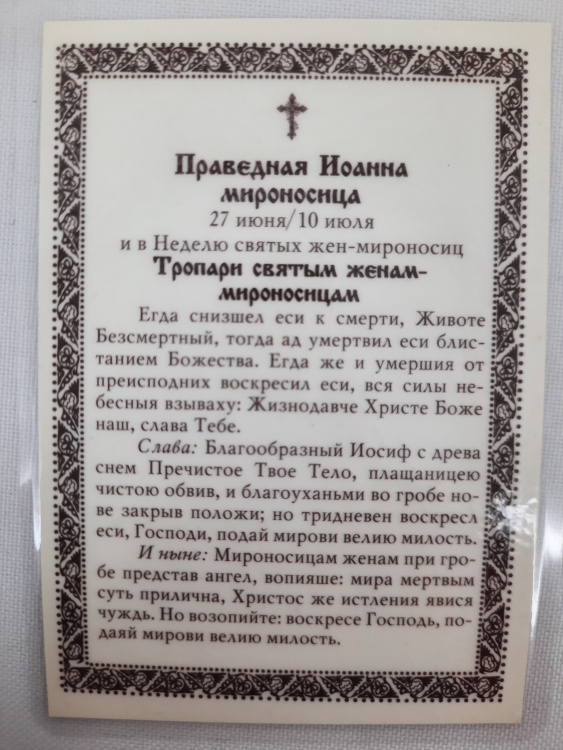 Праведная Иоанна
мироносица
27 июня/10 июля
и в Неделю святых жен-мироносиц
Тропари святым женам-
мироносицам
Егда снизшел еси к смерти, Животе
Безсмертный, тогда ад умертвил еси блис-
танием Божества. Егда же и умершия от
преисподних воскресил еси, вся силы не-
бесныя взываху: Жизнодавче Христе Боже
наш, слава Тебе.
Слава: Благообразный Иосиф с древа
снем Пречистое Твое Тело, плащаницею
чистою обвив, и благоуханьми во гробе но-
ве закрыв положи; но тридневен воскресл
еси, Господи, подай мирови велию милость.
И ныне: Мироносицам женам при гро-
бе представ ангел, вопияше: мира мертвым
суть прилична, Христос же истления явися
чуждь. Но возопийте: воскресе Господь, по-
даяй мирови велию милость.